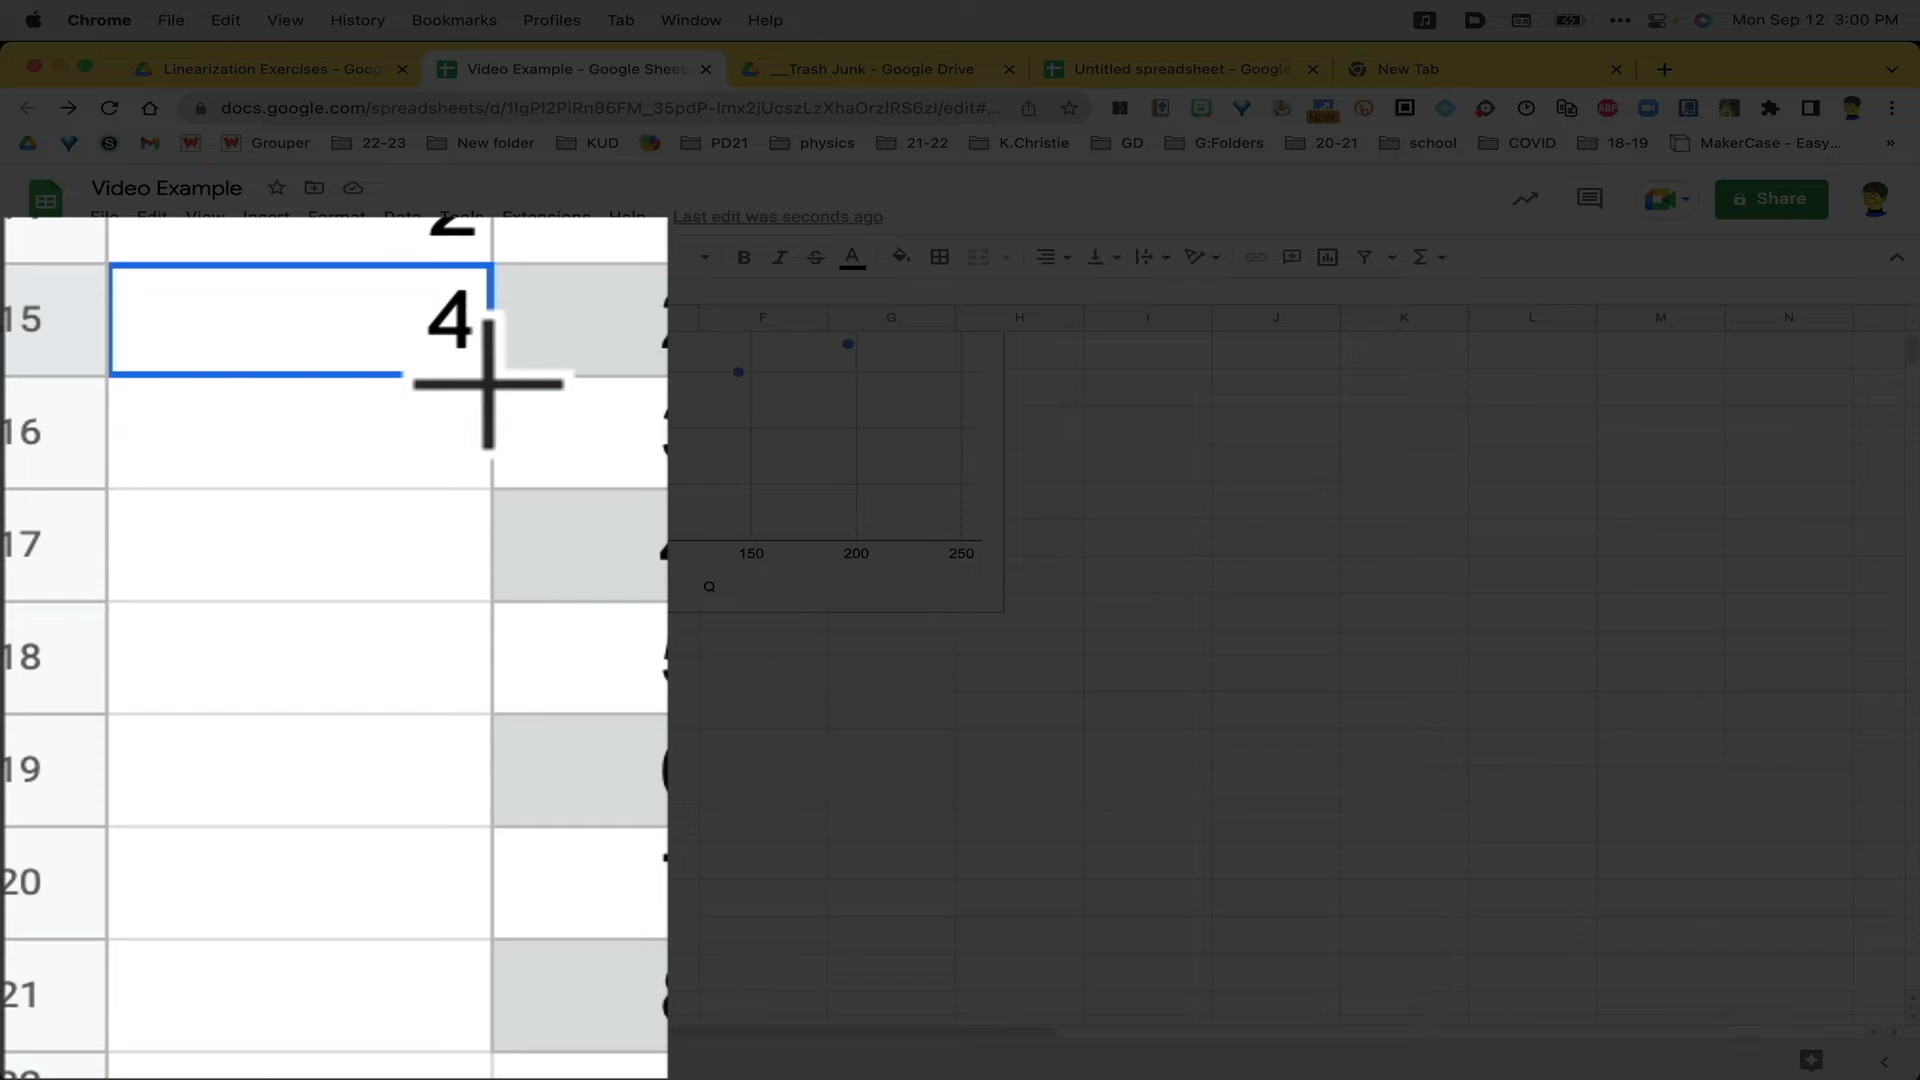 Chrome File Edit View History Bookmarks Profiles Tab Window Help Mon Sep 12 3:00 PM
Linearization Exercises - Goog Video Example - Google Sheet __Trash Junk - Google Drive Untitled spreadsheet - Google New Tab
docs.google.com/spreadsheets/d/ NEW ABP
Grouper 22-23 New folder KUD PD21 physics 21-22 K.Christie GD G:Folders 20-21 school COVID 18-19 MakerCase - Easy... »
Video Example Share
File Edit View Insert Format Data Tools Extensions Help Last edit was seconds ago
B I S A Σ
F G H I J K L M N
2
15 4
16
17
150 200 250
Q
18
19
20
21